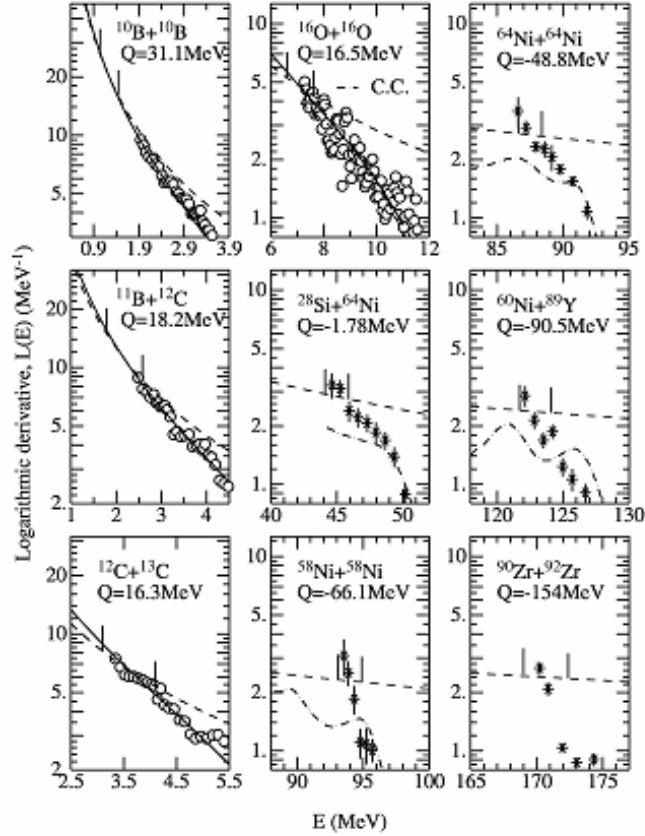 Logarithmic derivative, L(E) (MeV⁻¹)
¹⁰B+¹⁰B
Q=31.1MeV
20
10
5.
0.9 1.9 2.9 3.9
¹⁶O+¹⁶O
Q=16.5MeV
C.C.
10
5.
2.
1.
6 8 10 12
⁶⁴Ni+⁶⁴Ni
Q=-48.8MeV
10
5.
2.
1.
85 90 95
¹¹B+¹²C
Q=18.2MeV
20
10
5.
2.
1 2 3 4
²⁸Si+⁶⁴Ni
Q=-1.78MeV
10
5.
2.
1.
40 45 50
⁶⁰Ni+⁸⁹Y
Q=-90.5MeV
10
5.
2.
1.
120 125 130
¹²C+¹³C
Q=16.3MeV
20
10
5.
2.
2.5 3.5 4.5 5.5
⁵⁸Ni+⁵⁸Ni
Q=-66.1MeV
10
5.
2.
1.
90 95 100
⁹⁰Zr+⁹²Zr
Q=-154MeV
10
5.
2.
1.
165 170 175
E (MeV)